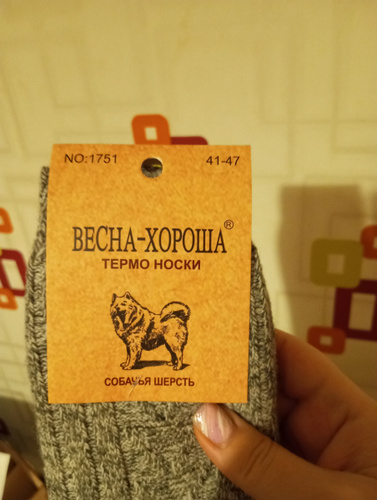 NO:1751 41-47
ВЕСНА-ХОРОША®
ТЕРМО НОСКИ
СОБАЧЬЯ ШЕРСТЬ